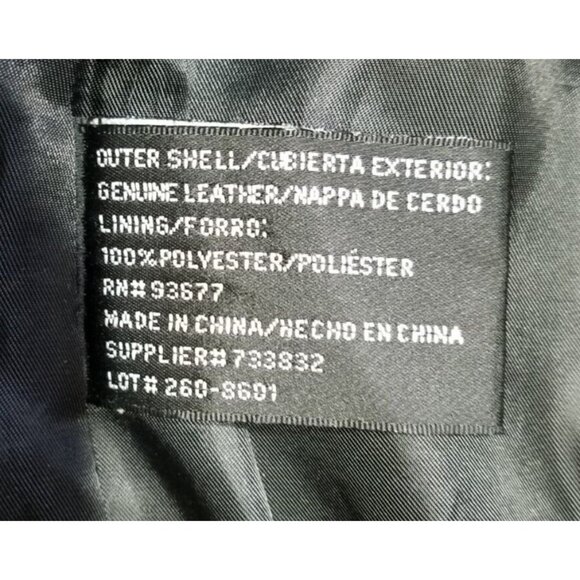 OUTER SHELL/CUBIERTA EXTERIOR:
GENUINE LEATHER/NAPPA DE CERDO
LINING/FORRO:
100%POLYESTER/POLIÉSTER
RN#93677
MADE IN CHINA/HECHO EN CHINA
SUPPLIER#733832
LOT#260-8601